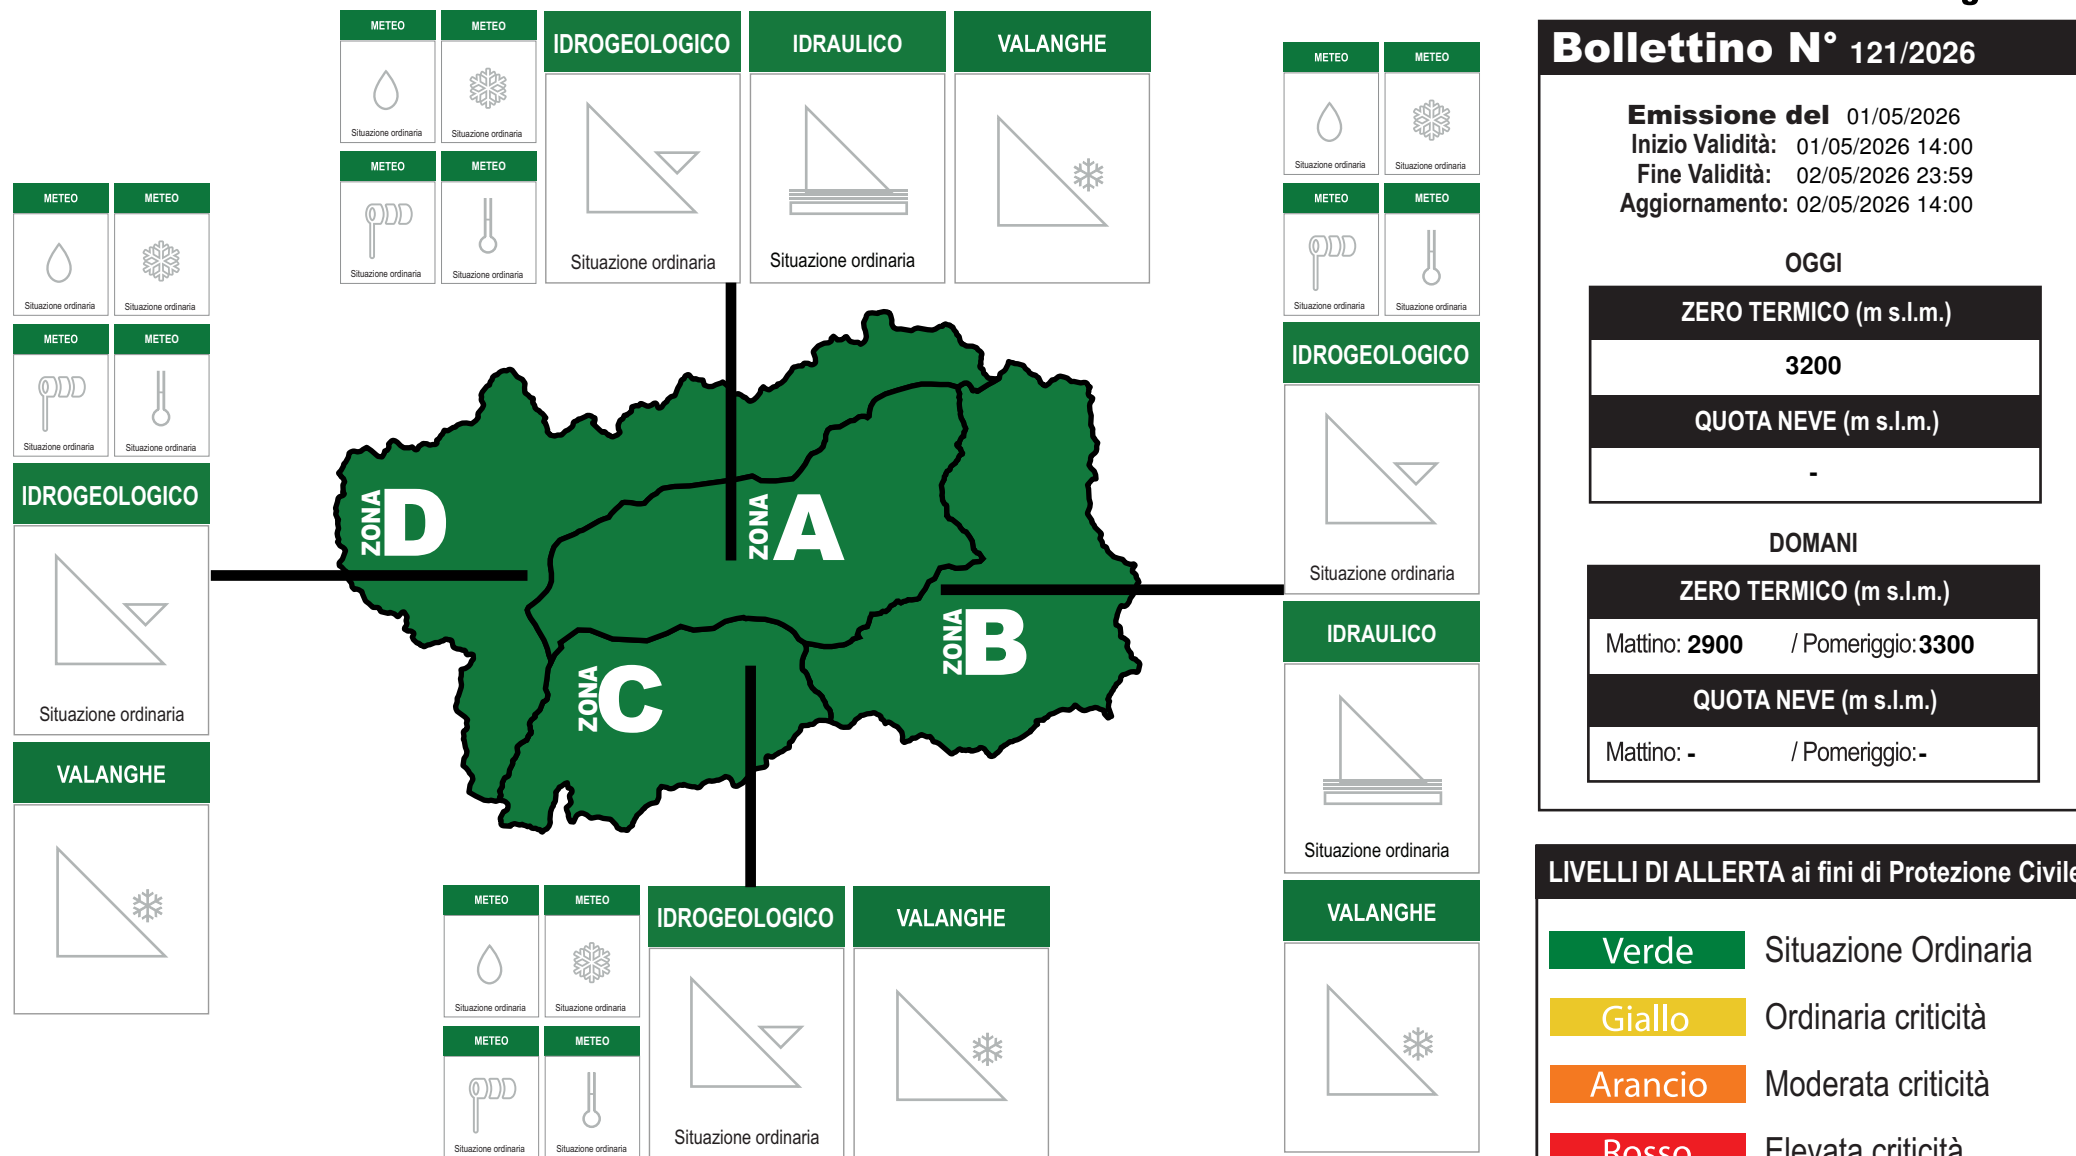 METEO
METEO
Situazione ordinaria
Situazione ordinaria
METEO
METEO
Situazione ordinaria
Situazione ordinaria
IDROGEOLOGICO
Situazione ordinaria
IDRAULICO
Situazione ordinaria
VALANGHE
METEO
METEO
Situazione ordinaria
Situazione ordinaria
METEO
METEO
Situazione ordinaria
Situazione ordinaria
IDROGEOLOGICO
Situazione ordinaria
VALANGHE
ZONA D
ZONA A
ZONA B
ZONA C
METEO
METEO
Situazione ordinaria
Situazione ordinaria
METEO
METEO
Situazione ordinaria
Situazione ordinaria
IDROGEOLOGICO
Situazione ordinaria
IDRAULICO
Situazione ordinaria
VALANGHE
METEO
METEO
Situazione ordinaria
Situazione ordinaria
METEO
METEO
Situazione ordinaria
Situazione ordinaria
IDROGEOLOGICO
Situazione ordinaria
VALANGHE
Bollettino N° 121/2026
Emissione del 01/05/2026
Inizio Validità: 01/05/2026 14:00
Fine Validità: 02/05/2026 23:59
Aggiornamento: 02/05/2026 14:00
OGGI
ZERO TERMICO (m s.l.m.)
3200
QUOTA NEVE (m s.l.m.)
-
DOMANI
ZERO TERMICO (m s.l.m.)
Mattino: 2900 / Pomeriggio: 3300
QUOTA NEVE (m s.l.m.)
Mattino: - / Pomeriggio: -
LIVELLI DI ALLERTA ai fini di Protezione Civile
Verde Situazione Ordinaria
Giallo Ordinaria criticità
Arancio Moderata criticità
Rosso Elevata criticità